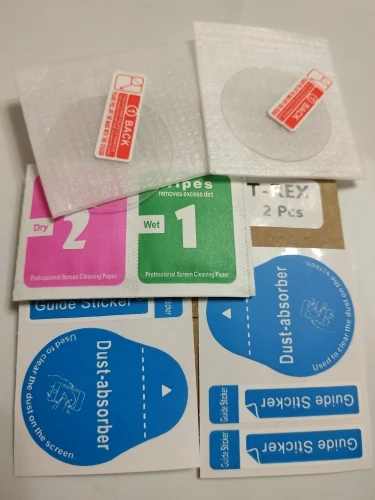 ① BACK
① BACK
Dry
2
Professional Screen Cleaning Paper
Wipes
removes excess dirt
Wet
1
Professional Screen Cleaning Paper
T-REX
2 Pcs
Guide Sticker
Dust-absorber
Used to clear the dust on the screen.
Dust-absorber
Used to clear the dust on the screen.
Guide Sticker
Guide Sticker
Guide Sticker
Guide Sticker